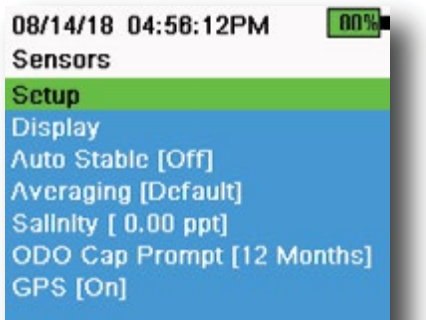 08/14/18 04:56:12PM
Sensors
Setup
Display
Auto Stable [Off]
Averaging [Default]
Salinity [ 0.00 ppt]
ODO Cap Prompt [12 Months]
GPS [On]